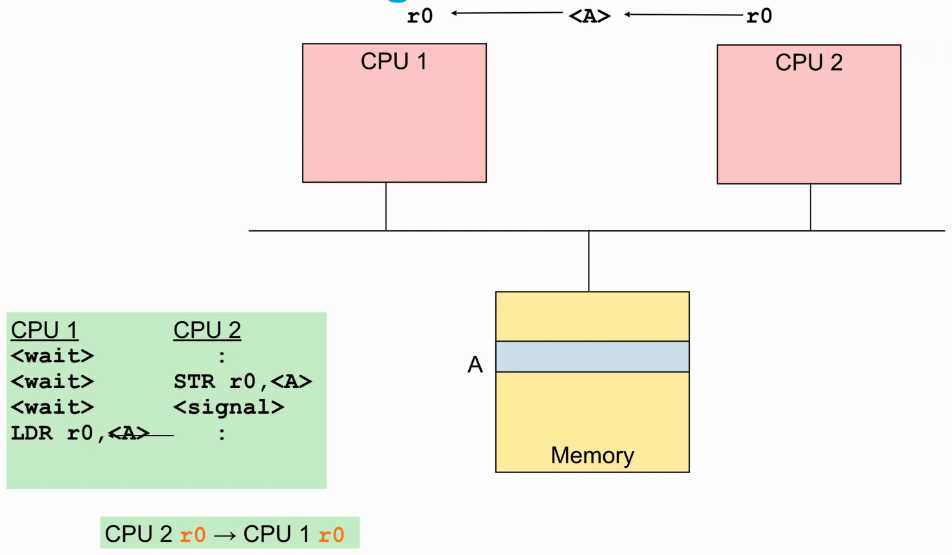 r0 ← <A> ← r0
CPU 1 CPU 2
A
Memory
CPU 1 CPU 2
<wait> :
<wait> STR r0,<A>
<wait> <signal>
LDR r0,<A> :
CPU 2 r0 → CPU 1 r0